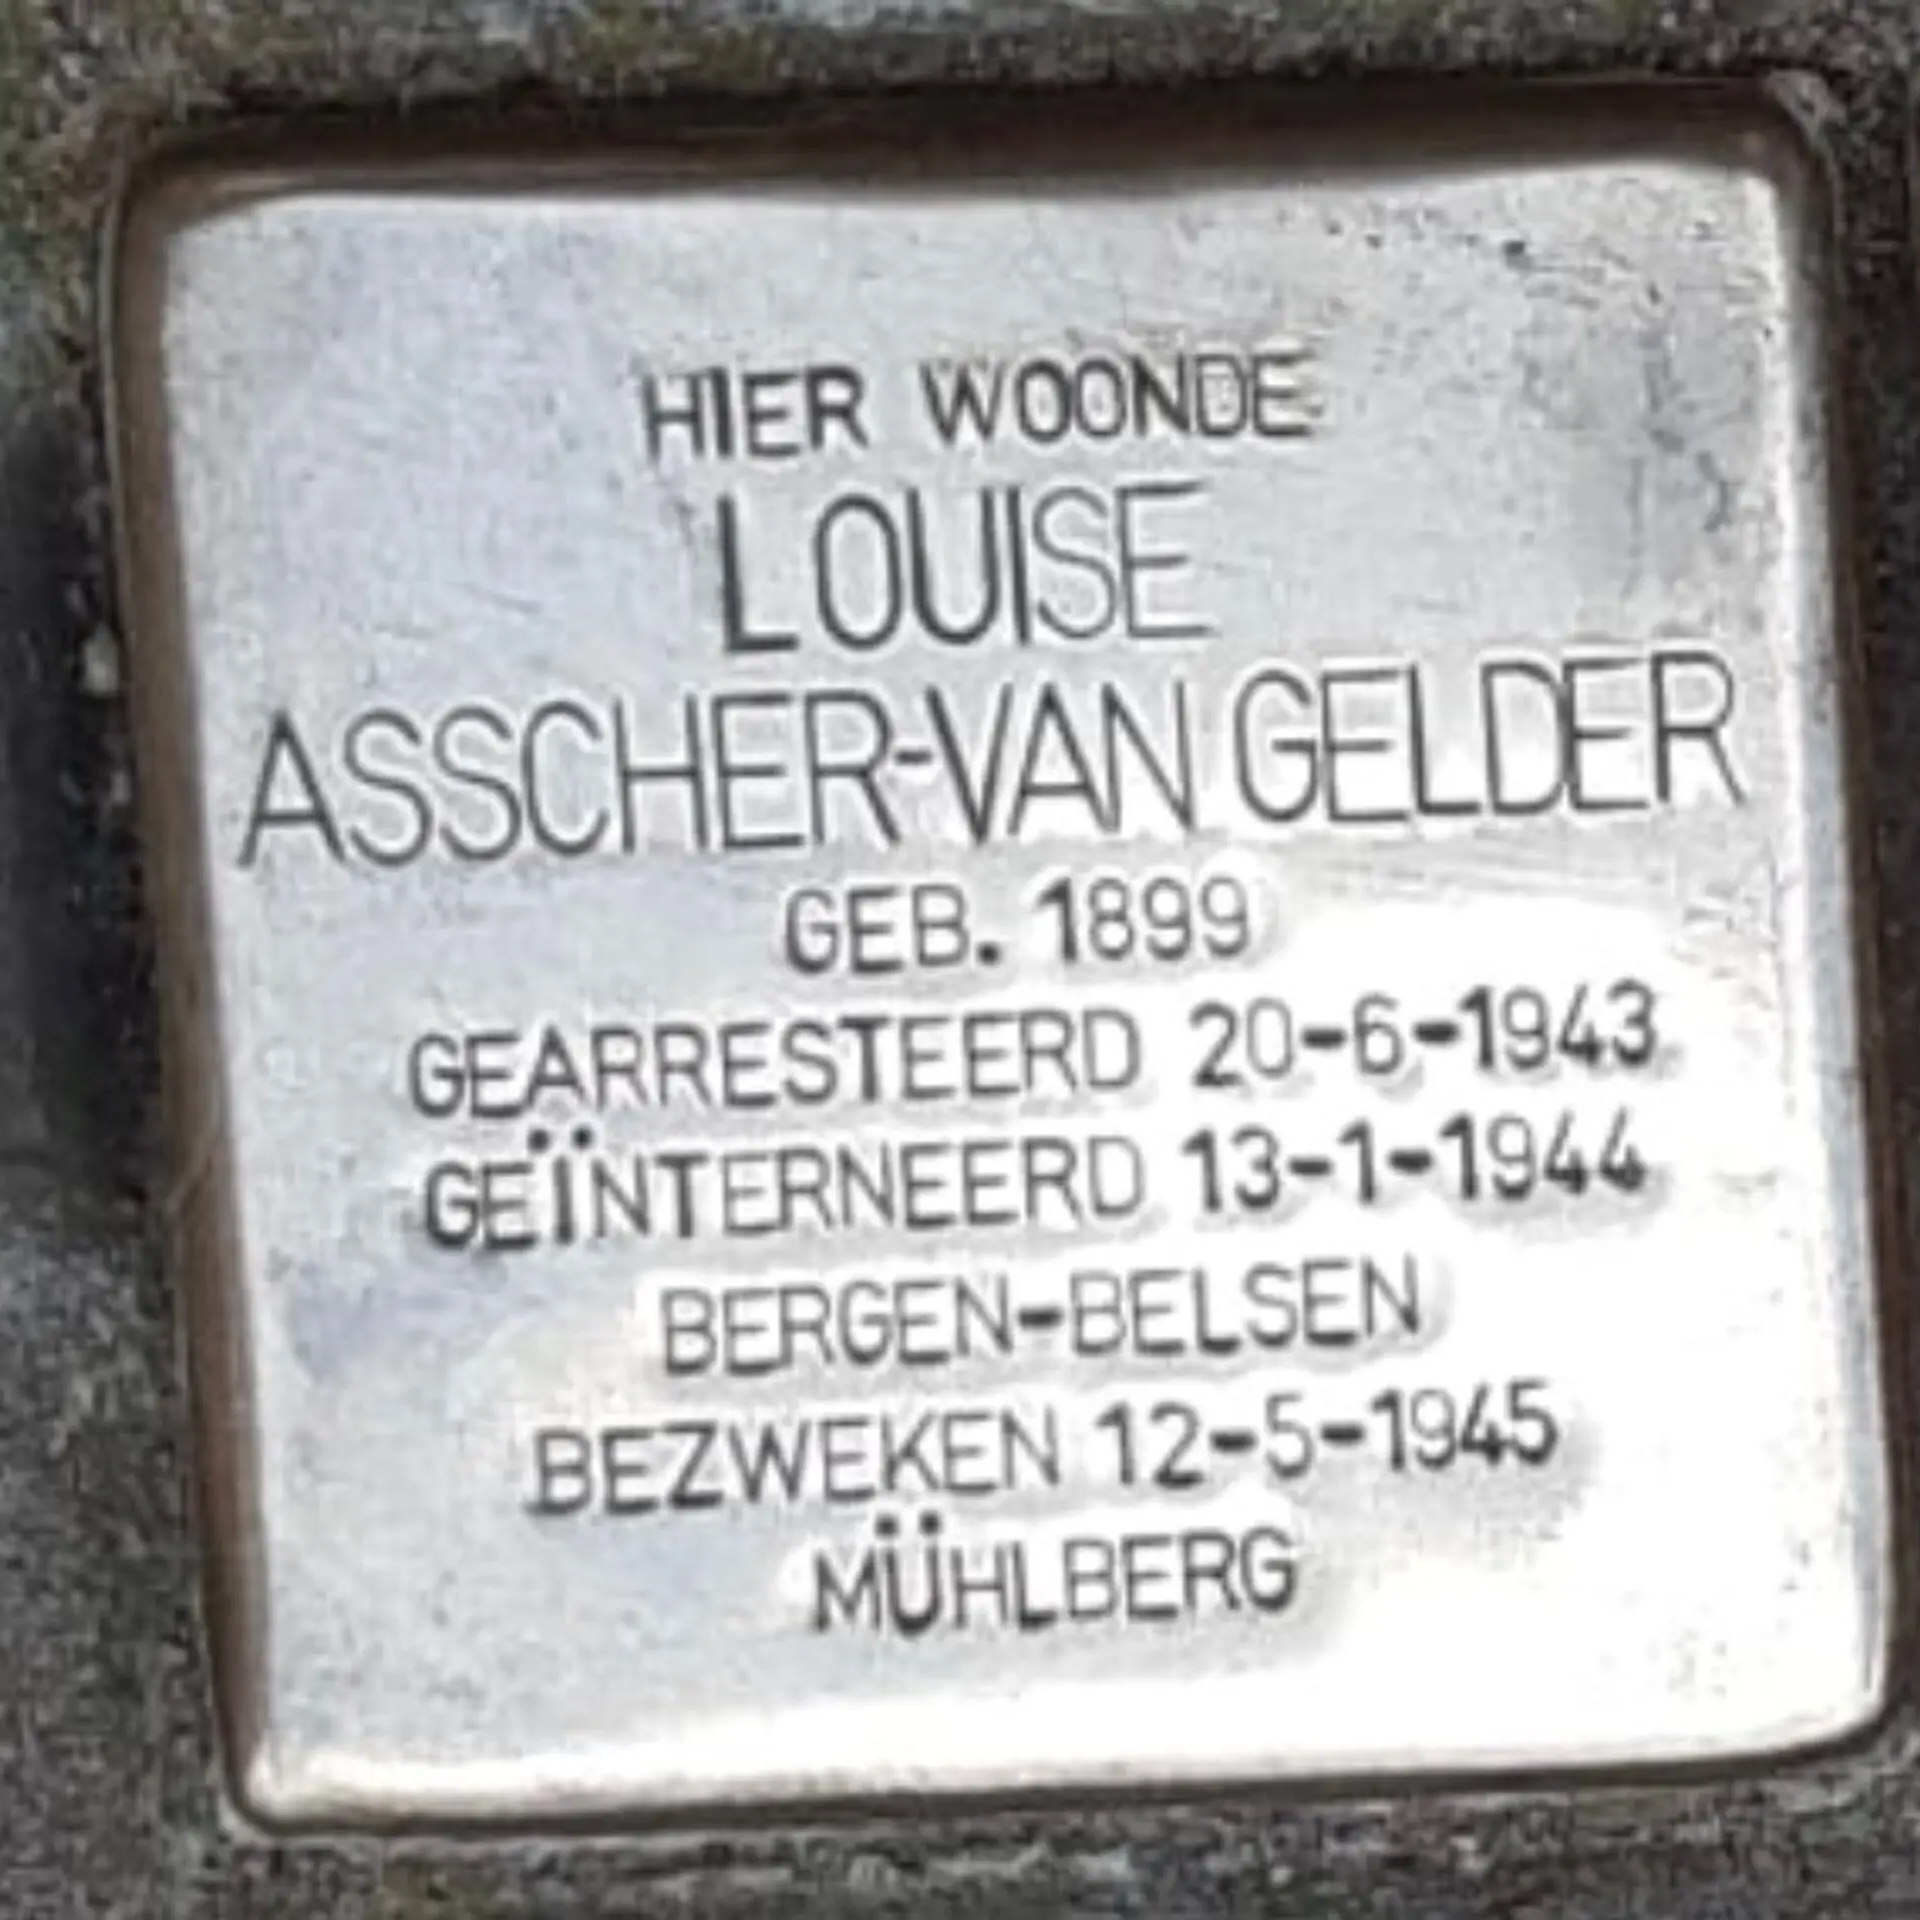 HIER WOONDE
LOUISE
ASSCHER-VAN GELDER
GEB. 1899
GEARRESTEERD 20-6-1943
GEÏNTERNEERD 13-1-1944
BERGEN-BELSEN
BEZWEKEN 12-5-1945
MÜHLBERG